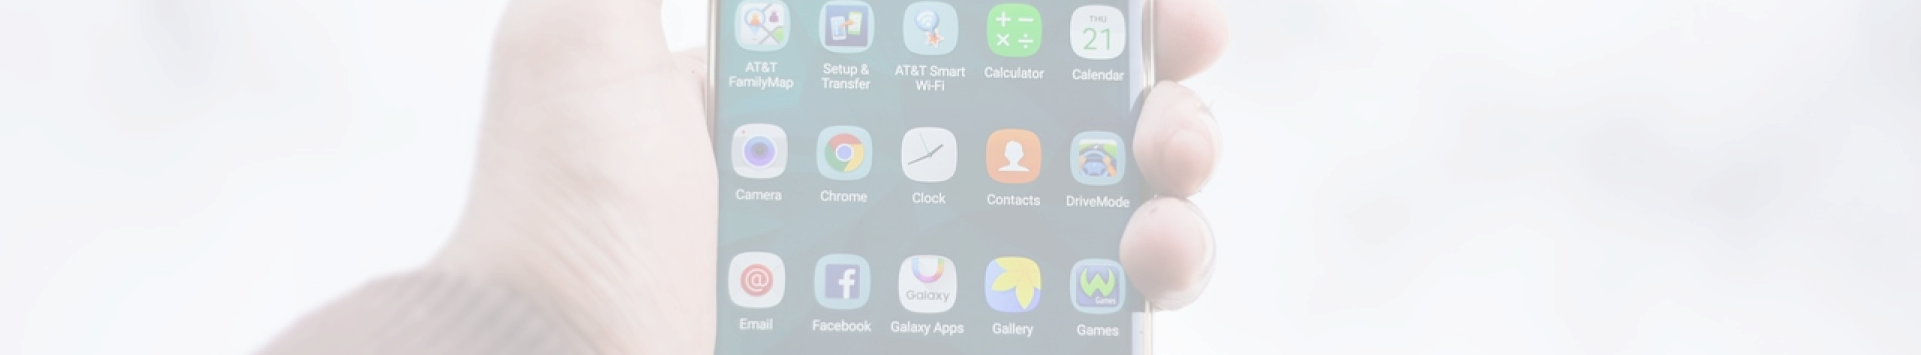 THU
21
AT&T
FamilyMap
Setup &
Transfer
AT&T Smart
Wi-Fi
Calculator
Calendar
Camera
Chrome
Clock
Contacts
DriveMode
@
f
Galaxy
W
Games
Email
Facebook
Galaxy Apps
Gallery
Games